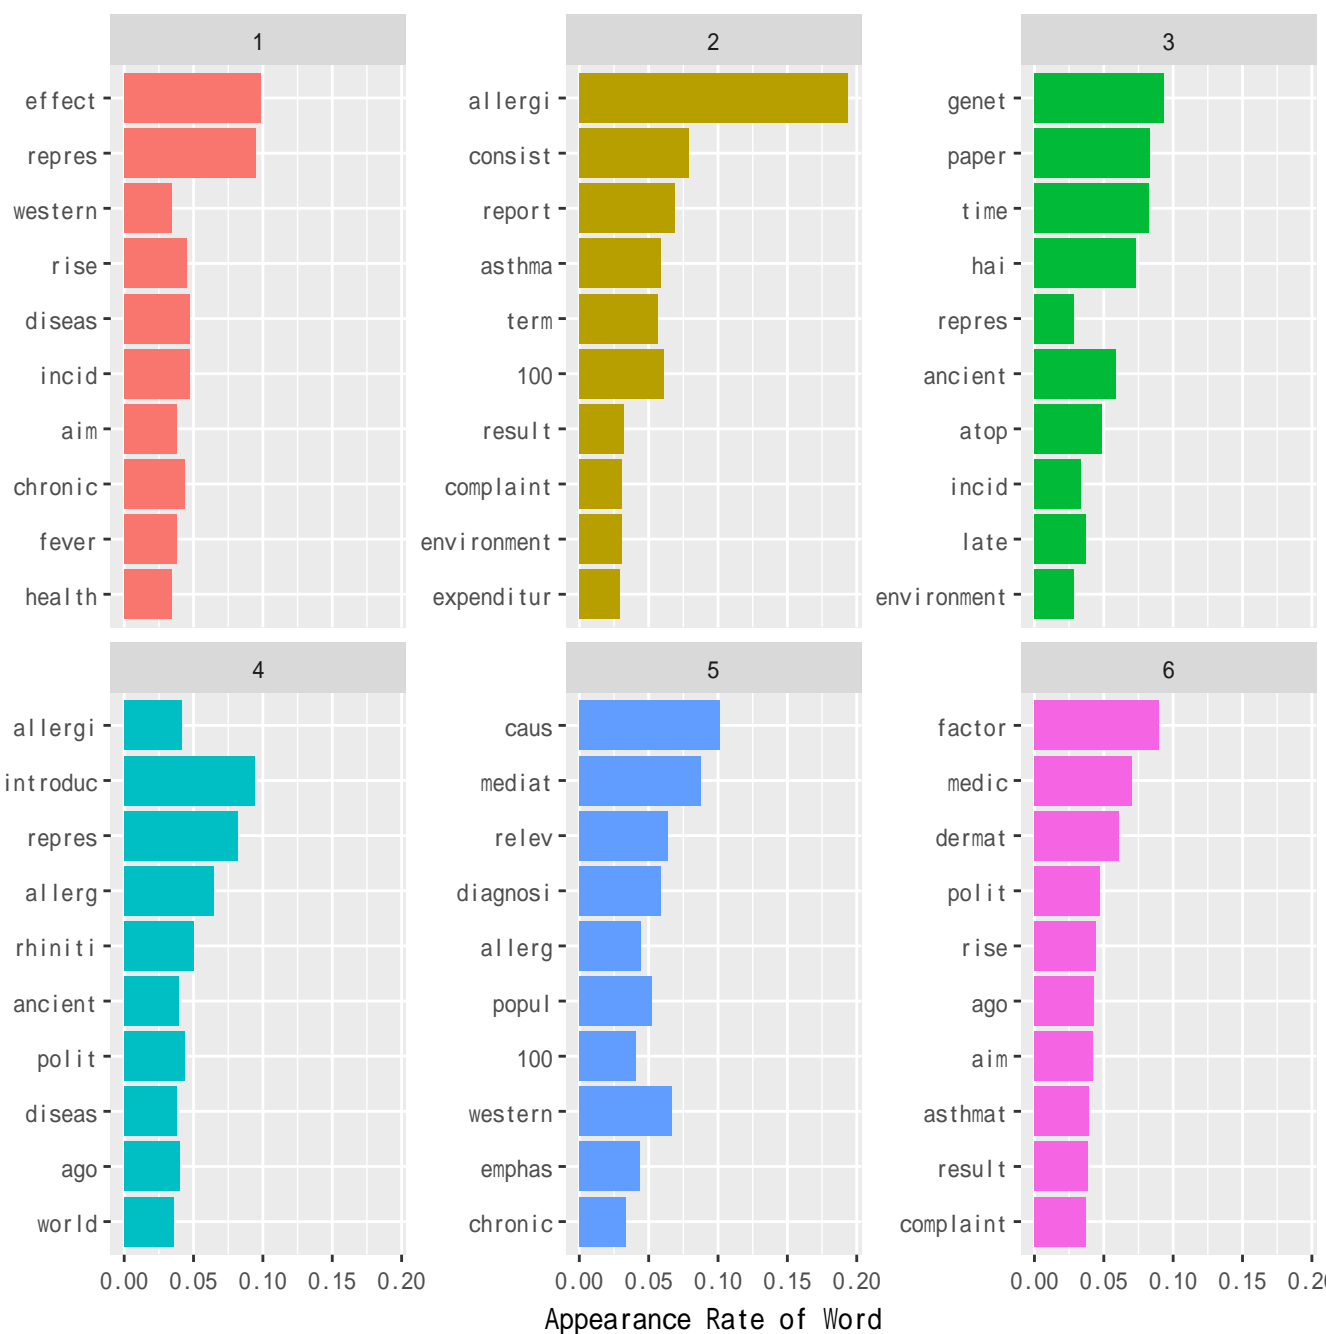 1
effect
repres
western
rise
diseas
incid
aim
chronic
fever
health
2
allergi
consist
report
asthma
term
100
result
complaint
environment
expenditur
3
genet
paper
time
hai
repres
ancient
atop
incid
late
environment
4
allergi
introduc
repres
allerg
rhiniti
ancient
polit
diseas
ago
world
0.00 0.05 0.10 0.15 0.20
5
caus
mediat
relev
diagnosi
allerg
popul
100
western
emphas
chronic
0.00 0.05 0.10 0.15 0.20
6
factor
medic
dermat
polit
rise
ago
aim
asthmat
result
complaint
0.00 0.05 0.10 0.15
Appearance Rate of Word